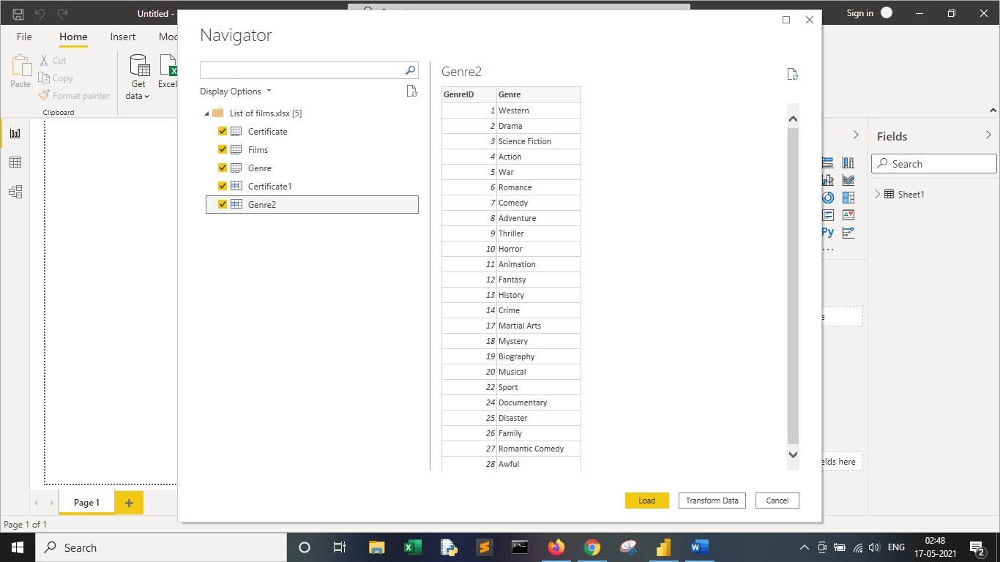 Untitled -
Sign in
File
Home
Insert
Paste
Cut
Copy
Format painter
Clipboard
Get
data
Excel
Navigator
Display Options
List of films.xlsx [5]
Certificate
Films
Genre
Certificate1
Genre2
Genre2
GenreID Genre
1 Western
2 Drama
3 Science Fiction
4 Action
5 War
6 Romance
7 Comedy
8 Adventure
9 Thriller
10 Horror
11 Animation
12 Fantasy
13 History
14 Crime
17 Martial Arts
18 Mystery
19 Biography
20 Musical
22 Sport
24 Documentary
25 Disaster
26 Family
27 Romantic Comedy
28 Awful
Load Transform Data Cancel
Py
elds here
Fields
Search
Sheet1
Page 1
Page 1 of 1
Search
ENG
02:48
17-05-2021
2